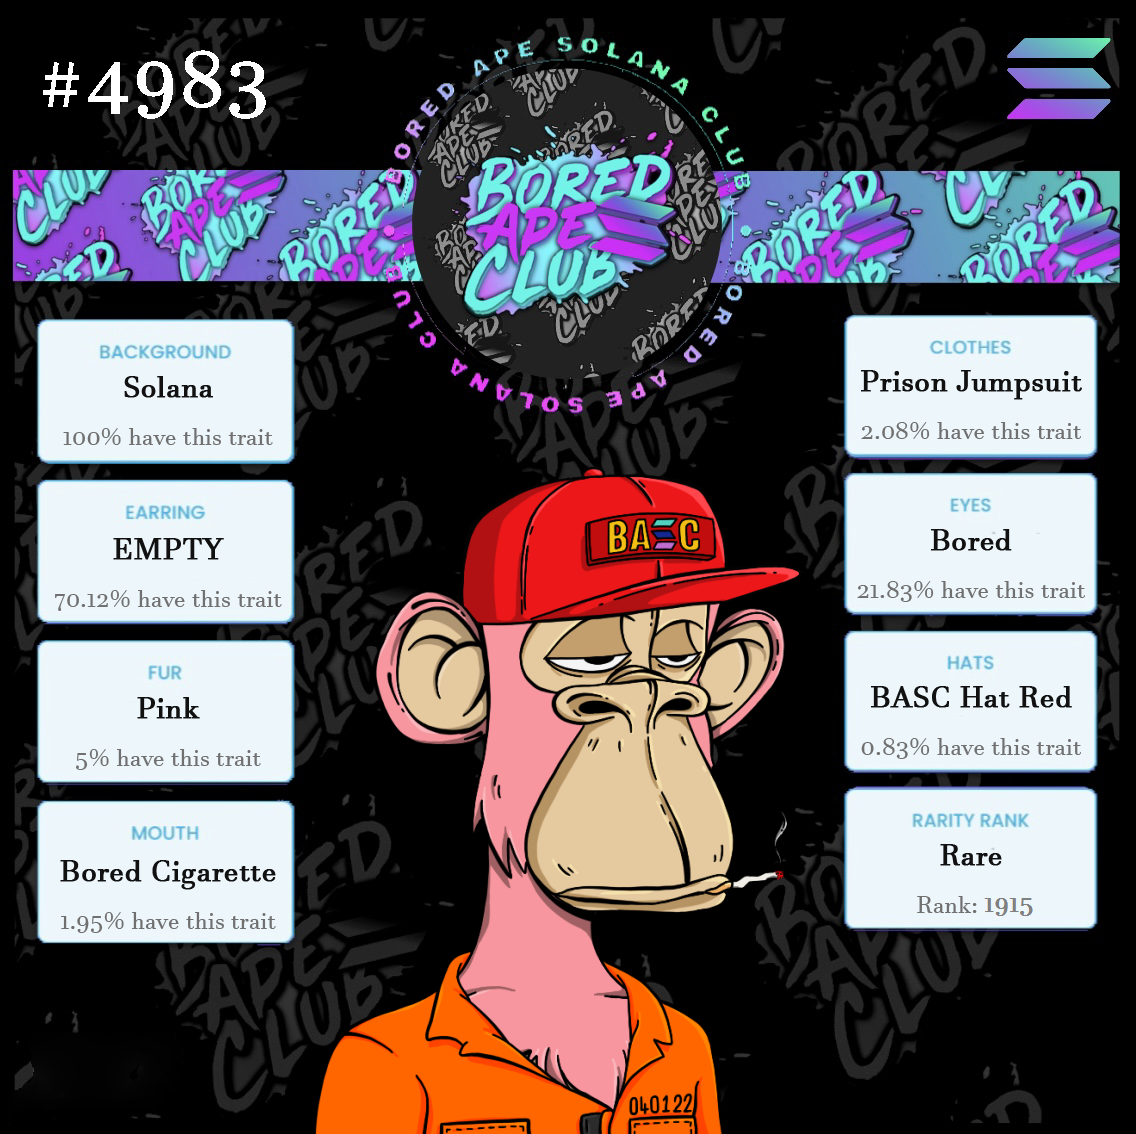 #4983
BORED APE SOLANA CLUB
BORED APE SOLANA CLUB
BORED
APE
CLUB
BACKGROUND
Solana
100% have this trait
EARRING
EMPTY
70.12% have this trait
FUR
Pink
5% have this trait
MOUTH
Bored Cigarette
1.95% have this trait
CLOTHES
Prison Jumpsuit
2.08% have this trait
EYES
Bored
21.83% have this trait
HATS
BASC Hat Red
0.83% have this trait
RARITY RANK
Rare
Rank: 1915
BASC
040122